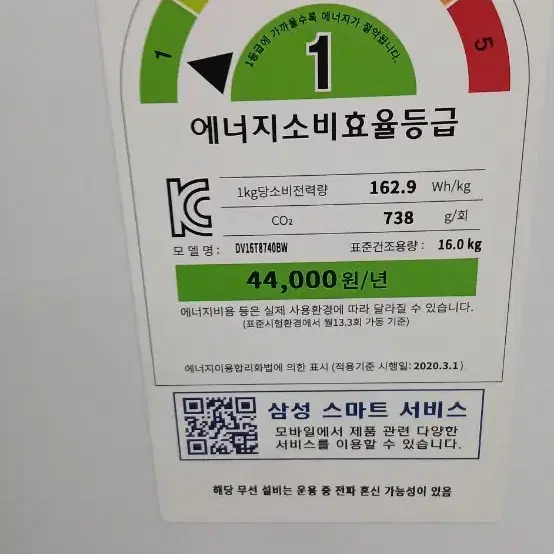 1등급에 가까울수록 에너지가 절약됩니다.
1
1
5
에너지소비효율등급
1kg당소비전력량 162.9 Wh/kg
CO₂ 738 g/회
모 델 명 : DV16T8740BW 표준건조용량 : 16.0 kg
44,000원/년
에너지비용 등은 실제 사용환경에 따라 달라질 수 있습니다.
(표준시험환경에서 월13.3회 가동 기준)
에너지이용합리화법에 의한 표시 (적용기준 시행일: 2020.3.1)
삼성 스마트 서비스
모바일에서 제품 관련 다양한
서비스를 이용할 수 있습니다.
해당 무선 설비는 운용 중 전파 혼신 가능성이 있음